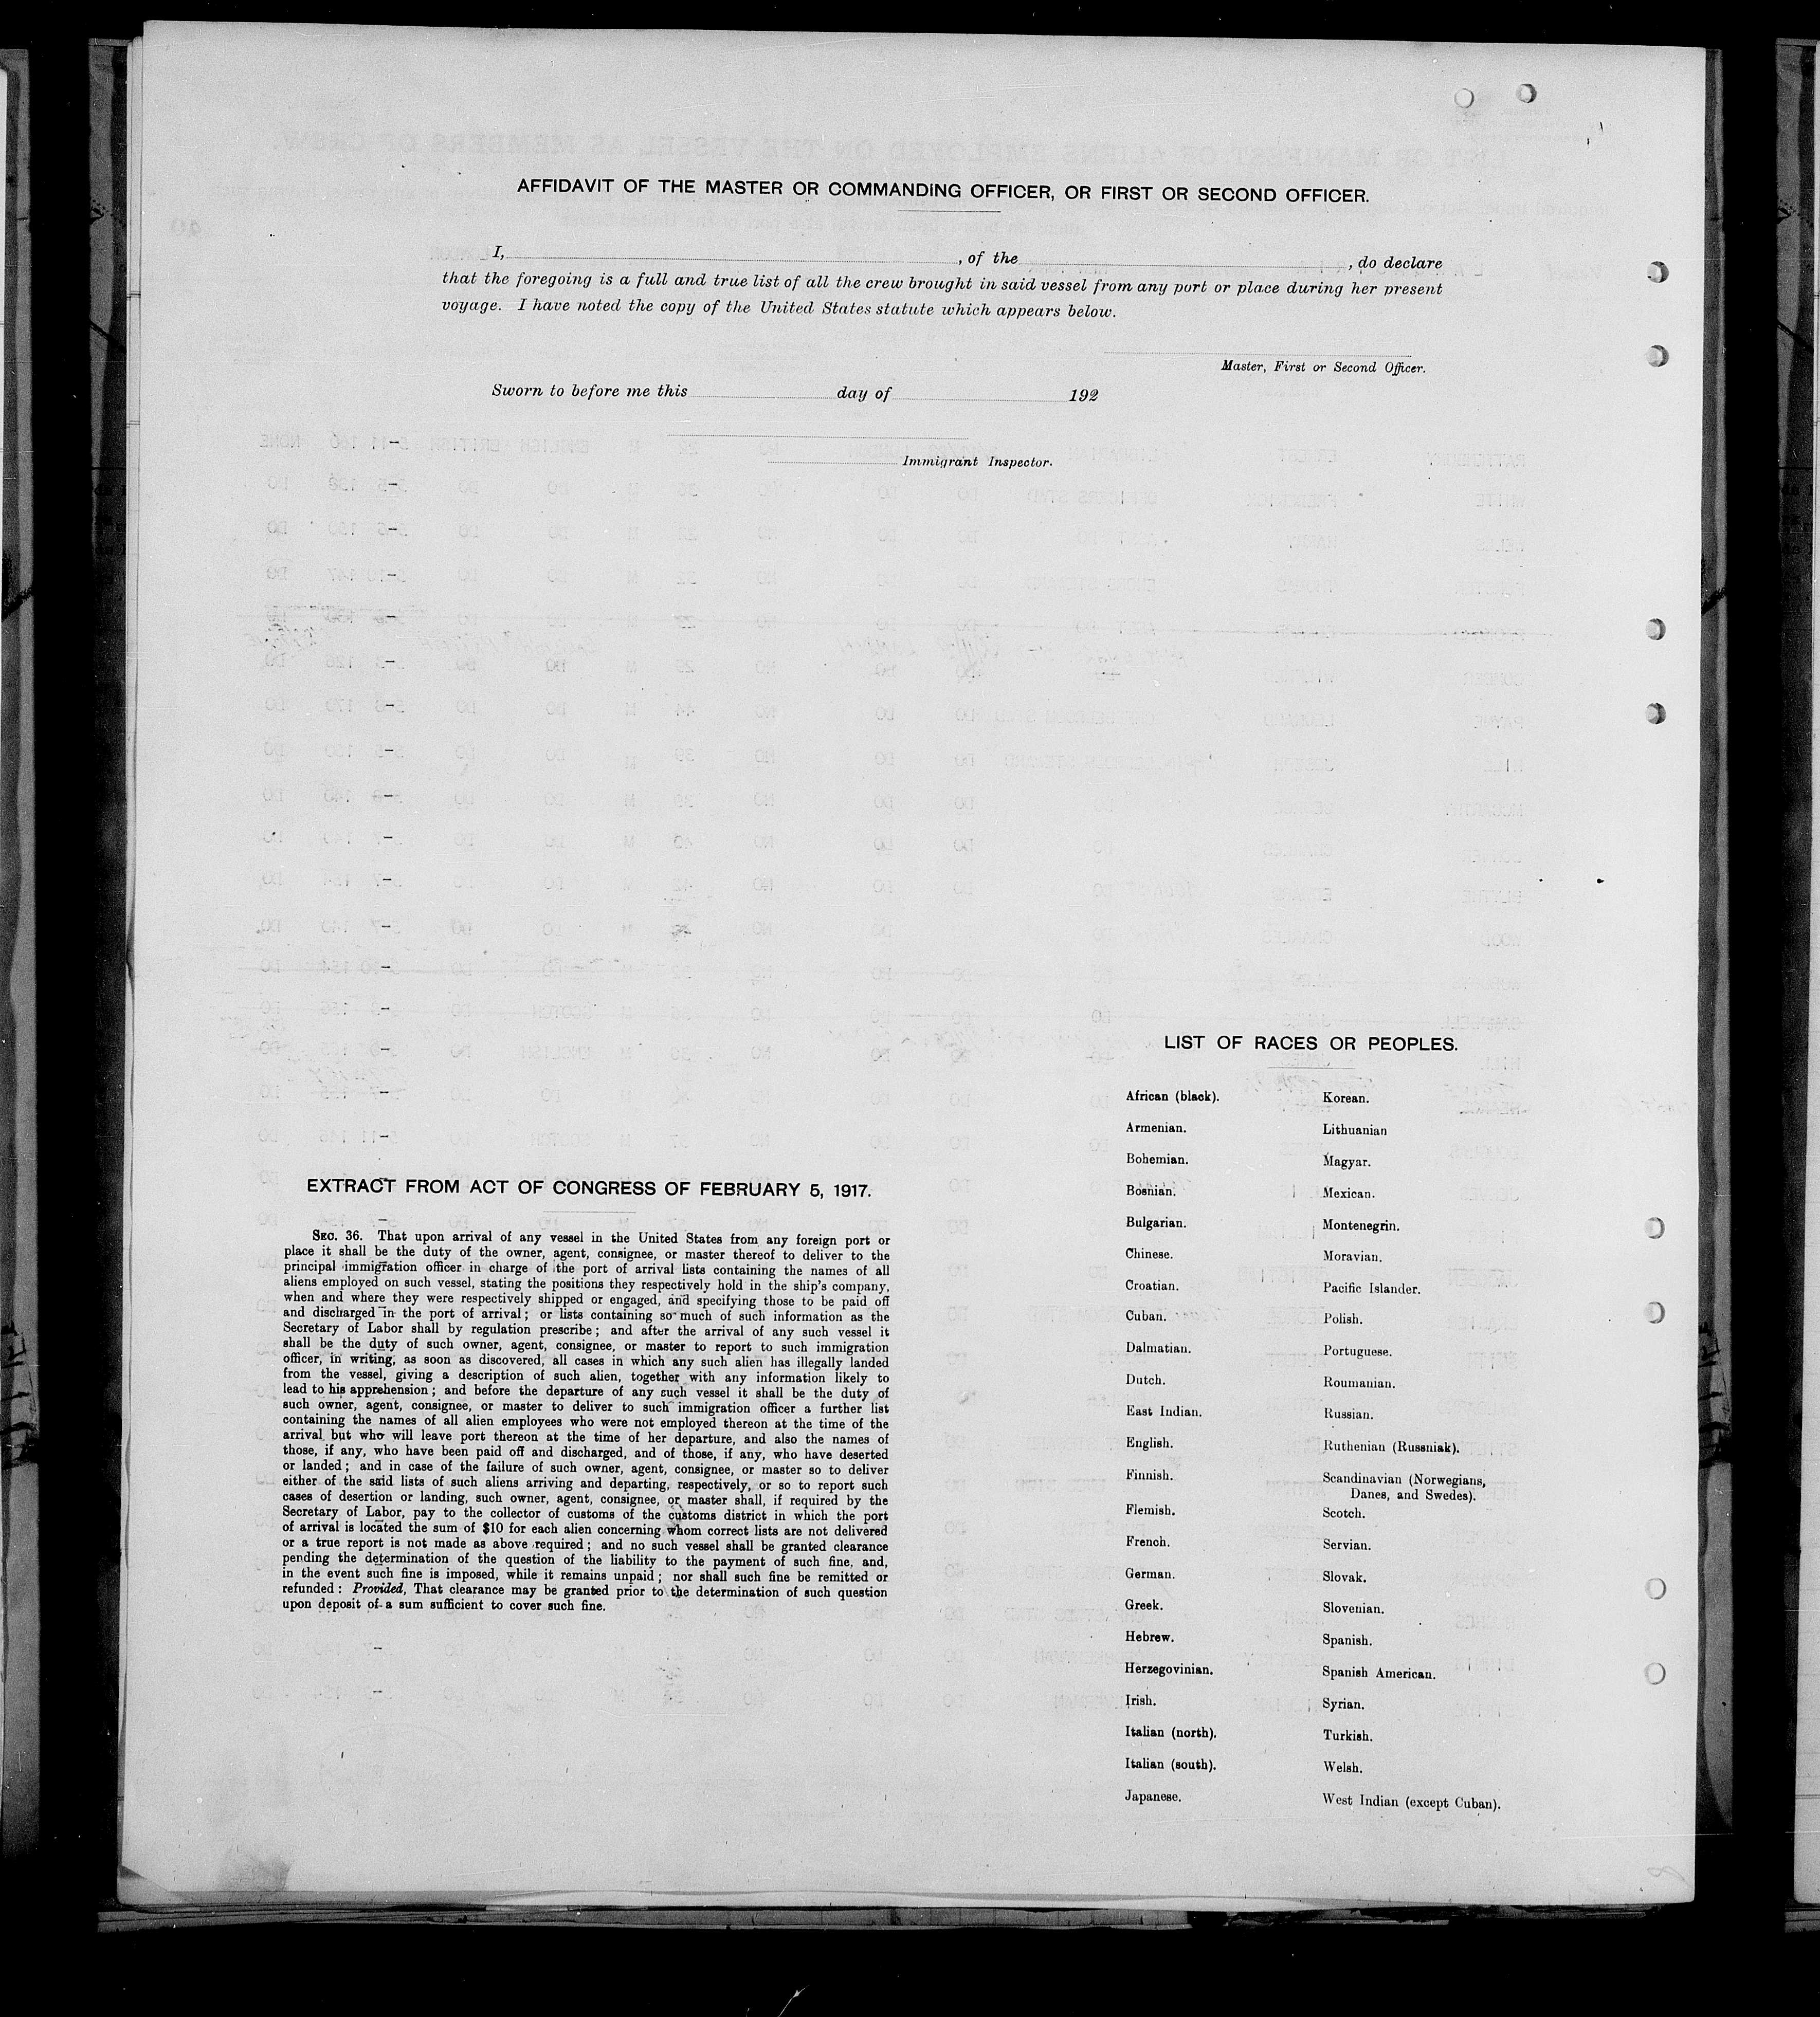 AFFIDAVIT OF THE MASTER OR COMMANDING OFFICER, OR FIRST OR SECOND OFFICER.
I, , of the , do declare
that the foregoing is a full and true list of all the crew brought in said vessel from any port or place during her present
voyage. I have noted the copy of the United States statute which appears below.
Master, First or Second Officer.
Sworn to before me this day of 192
Immigrant Inspector.
EXTRACT FROM ACT OF CONGRESS OF FEBRUARY 5, 1917.
SEC. 36. That upon arrival of any vessel in the United States from any foreign port or
place it shall be the duty of the owner, agent, consignee, or master thereof to deliver to the
principal immigration officer in charge of the port of arrival lists containing the names of all
aliens employed on such vessel, stating the positions they respectively hold in the ship's company,
when and where they were respectively shipped or engaged, and specifying those to be paid off
and discharged in the port of arrival; or lists containing so much of such information as the
Secretary of Labor shall by regulation prescribe; and after the arrival of any such vessel it
shall be the duty of such owner, agent, consignee, or master to report to such immigration
officer, in writing, as soon as discovered, all cases in which any such alien has illegally landed
from the vessel, giving a description of such alien, together with any information likely to
lead to his apprehension; and before the departure of any such vessel it shall be the duty of
such owner, agent, consignee, or master to deliver to such immigration officer a further list
containing the names of all alien employees who were not employed thereon at the time of the
arrival but who will leave port thereon at the time of her departure, and also the names of
those, if any, who have been paid off and discharged, and of those, if any, who have deserted
or landed; and in case of the failure of such owner, agent, consignee, or master so to deliver
either of the said lists of such aliens arriving and departing, respectively, or so to report such
cases of desertion or landing, such owner, agent, consignee, or master shall, if required by the
Secretary of Labor, pay to the collector of customs of the customs district in which the port
of arrival is located the sum of $10 for each alien concerning whom correct lists are not delivered
or a true report is not made as above required; and no such vessel shall be granted clearance
pending the determination of the question of the liability to the payment of such fine, and,
in the event such fine is imposed, while it remains unpaid; nor shall such fine be remitted or
refunded: Provided, That clearance may be granted prior to the determination of such question
upon deposit of a sum sufficient to cover such fine.
LIST OF RACES OR PEOPLES.
African (black).
Armenian.
Bohemian.
Bosnian.
Bulgarian.
Chinese.
Croatian.
Cuban.
Dalmatian.
Dutch.
East Indian.
English.
Finnish.
Flemish.
French.
German.
Greek.
Hebrew.
Herzegovinian.
Irish.
Italian (north).
Italian (south).
Japanese.
Korean.
Lithuanian
Magyar.
Mexican.
Montenegrin.
Moravian.
Pacific Islander.
Polish.
Portuguese.
Roumanian.
Russian.
Ruthenian (Russniak).
Scandinavian (Norwegians,
Danes, and Swedes).
Scotch.
Servian.
Slovak.
Slovenian.
Spanish.
Spanish American.
Syrian.
Turkish.
Welsh.
West Indian (except Cuban).